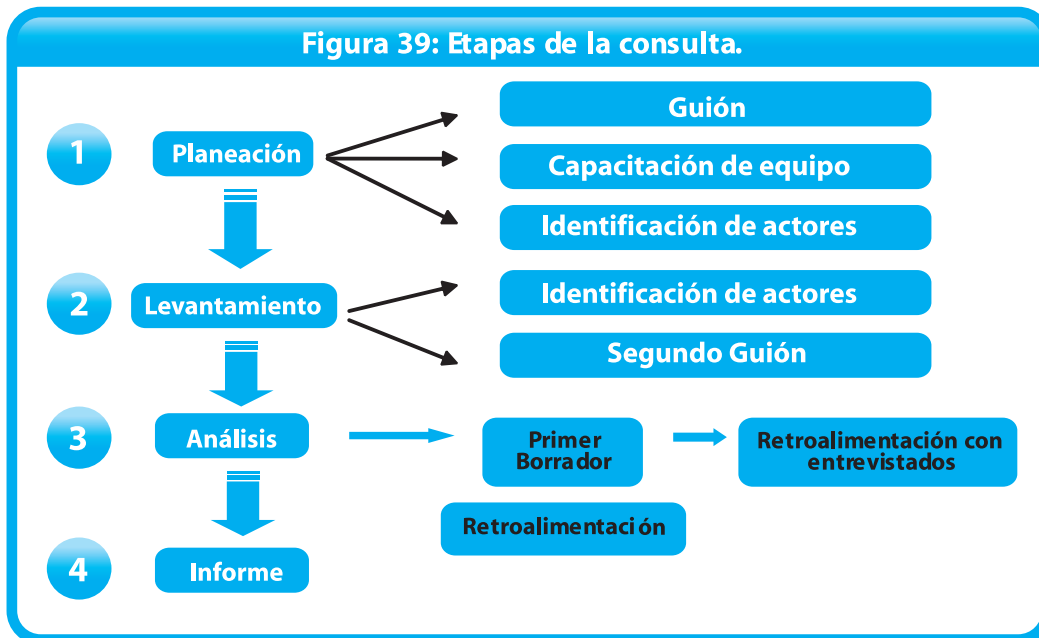 Figura 39: Etapas de la consulta.
1
Planeación
Guión
Capacitación de equipo
Identificación de actores
2
Levantamiento
Identificación de actores
Segundo Guión
3
Análisis
Primer
Borrador
Retroalimentación con
entrevistados
Retroalimentación
4
Informe